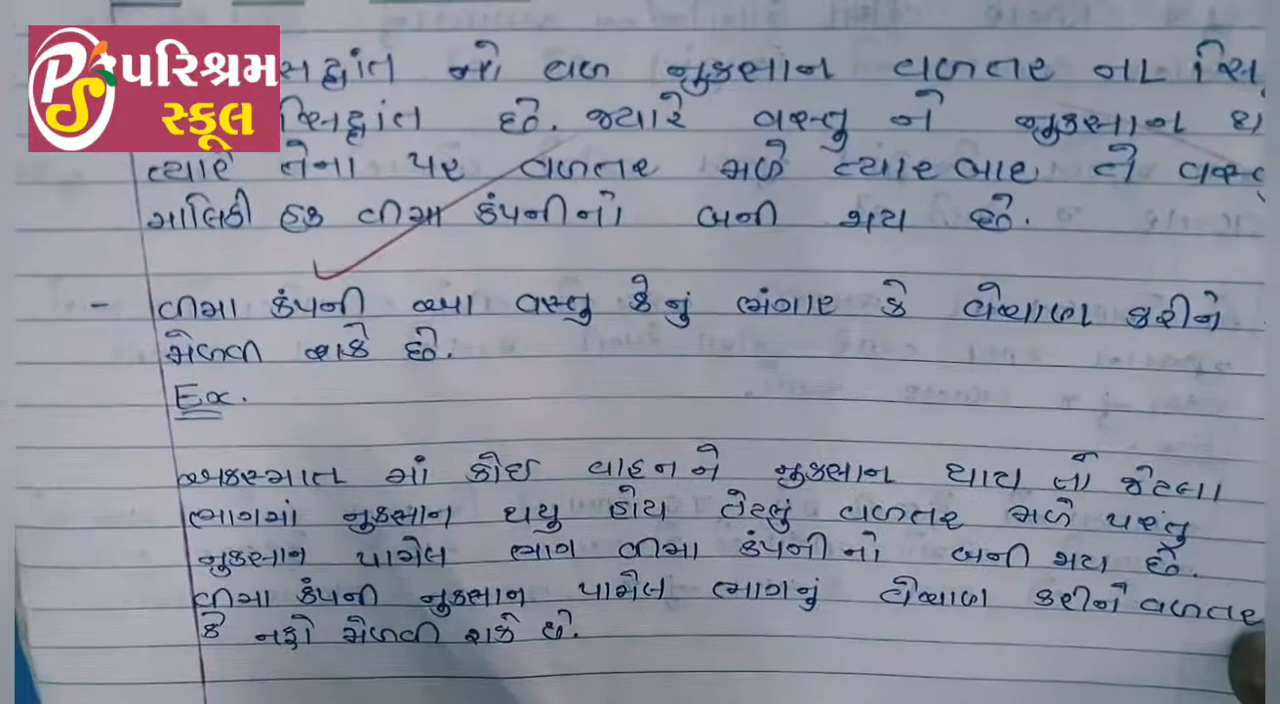 પરિશ્રમ
સ્કૂલ
PS
નો વળ નુકસાન વળતર ના
સિદ્ધાંત છે. જ્યારે વસ્તુ ને નુકસાન
ત્યારે તેના પર વળતર મળે ત્યાર બાદ તે
માલિકી હક વીમા કંપનીનો બની જાય છે.
- વીમા કંપની આ વસ્તુ કેનું ભંગાર કે વેચાણ કરીને
મેળવી શકે છે.
Ex.
અકસ્માત માં કોઈ વાહનને નુકસાન થાય તો જેટલા
ભાગમાં નુકસાન થયુ હોય તેટલું વળતર મળે પરંતુ
નુકસાન પામેલ ભાગ વીમા કંપનીનો બની જાય છે.
વીમા કંપની નુકસાન પામેલ ભાગનું વેચાણ કરીને વળતર
કે નફો મેળવી શકે છે.